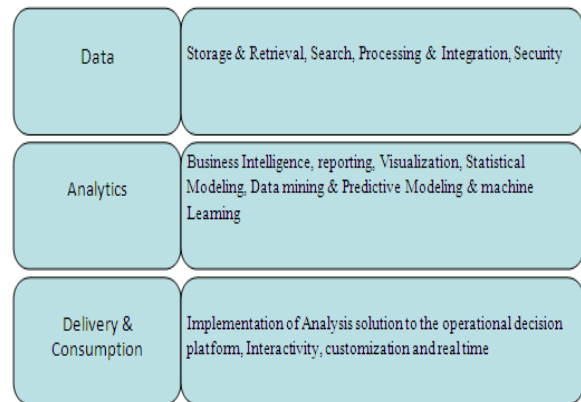 Data
Storage & Retrieval, Search, Processing & Integration, Security
Analytics
Business Intelligence, reporting, Visualization, Statistical
Modeling, Data mining & Predictive Modeling & machine
Learning
Delivery &
Consumption
Implementation of Analysis solution to the operational decision
platform, Interactivity, customization and real time